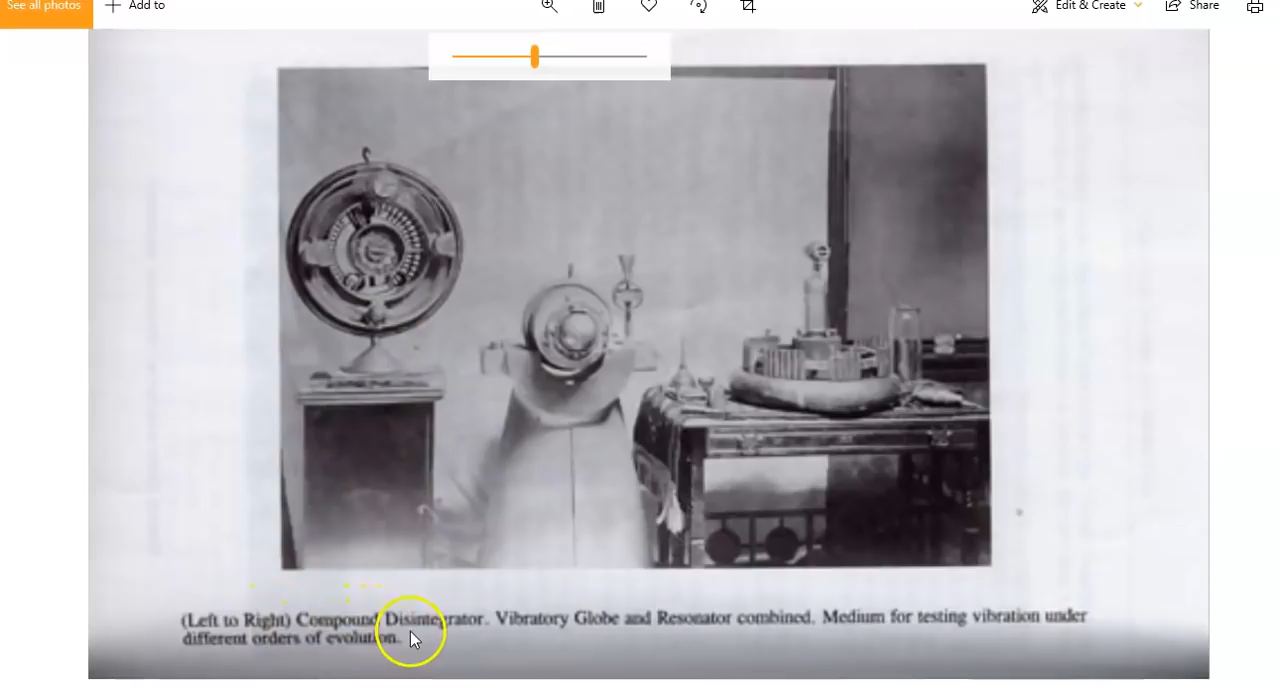 See all photos
Add to
Edit & Create
Share
(Left to Right) Compound Disintegrator. Vibratory Globe and Resonator combined. Medium for testing vibration under
different orders of evolution.